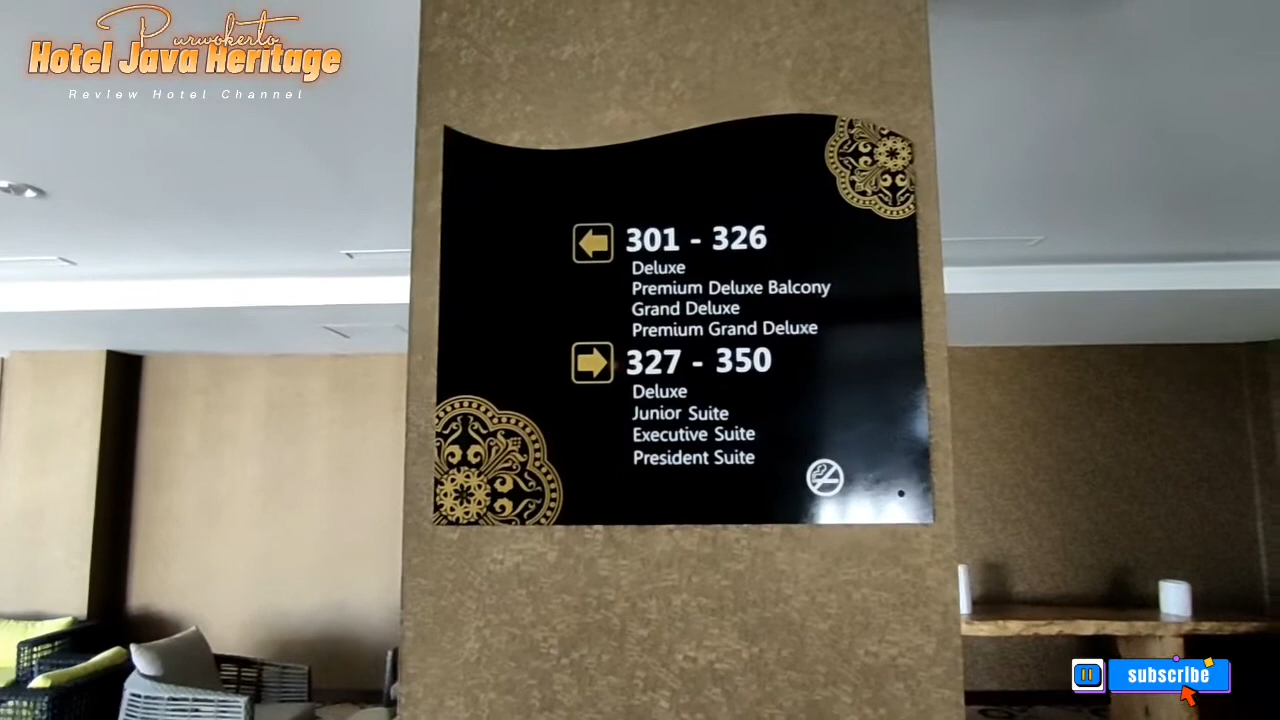 Purwokerto
Hotel Java Heritage
Review Hotel Channel
301 - 326
Deluxe
Premium Deluxe Balcony
Grand Deluxe
Premium Grand Deluxe
327 - 350
Deluxe
Junior Suite
Executive Suite
President Suite
subscribe